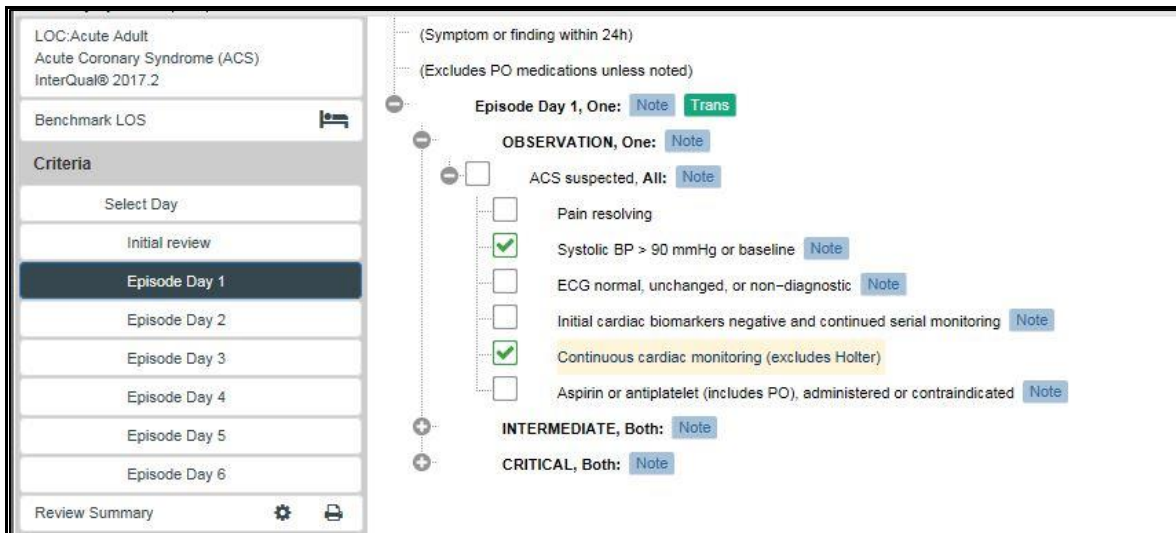 LOC:Acute Adult
Acute Coronary Syndrome (ACS)
InterQual® 2017.2
Benchmark LOS
Criteria
Select Day
Initial review
Episode Day 1
Episode Day 2
Episode Day 3
Episode Day 4
Episode Day 5
Episode Day 6
Review Summary
(Symptom or finding within 24h)
(Excludes PO medications unless noted)
Episode Day 1, One: Note Trans
OBSERVATION, One: Note
ACS suspected, All: Note
Pain resolving
Systolic BP > 90 mmHg or baseline Note
ECG normal, unchanged, or non-diagnostic Note
Initial cardiac biomarkers negative and continued serial monitoring Note
Continuous cardiac monitoring (excludes Holter)
Aspirin or antiplatelet (includes PO), administered or contraindicated Note
INTERMEDIATE, Both: Note
CRITICAL, Both: Note